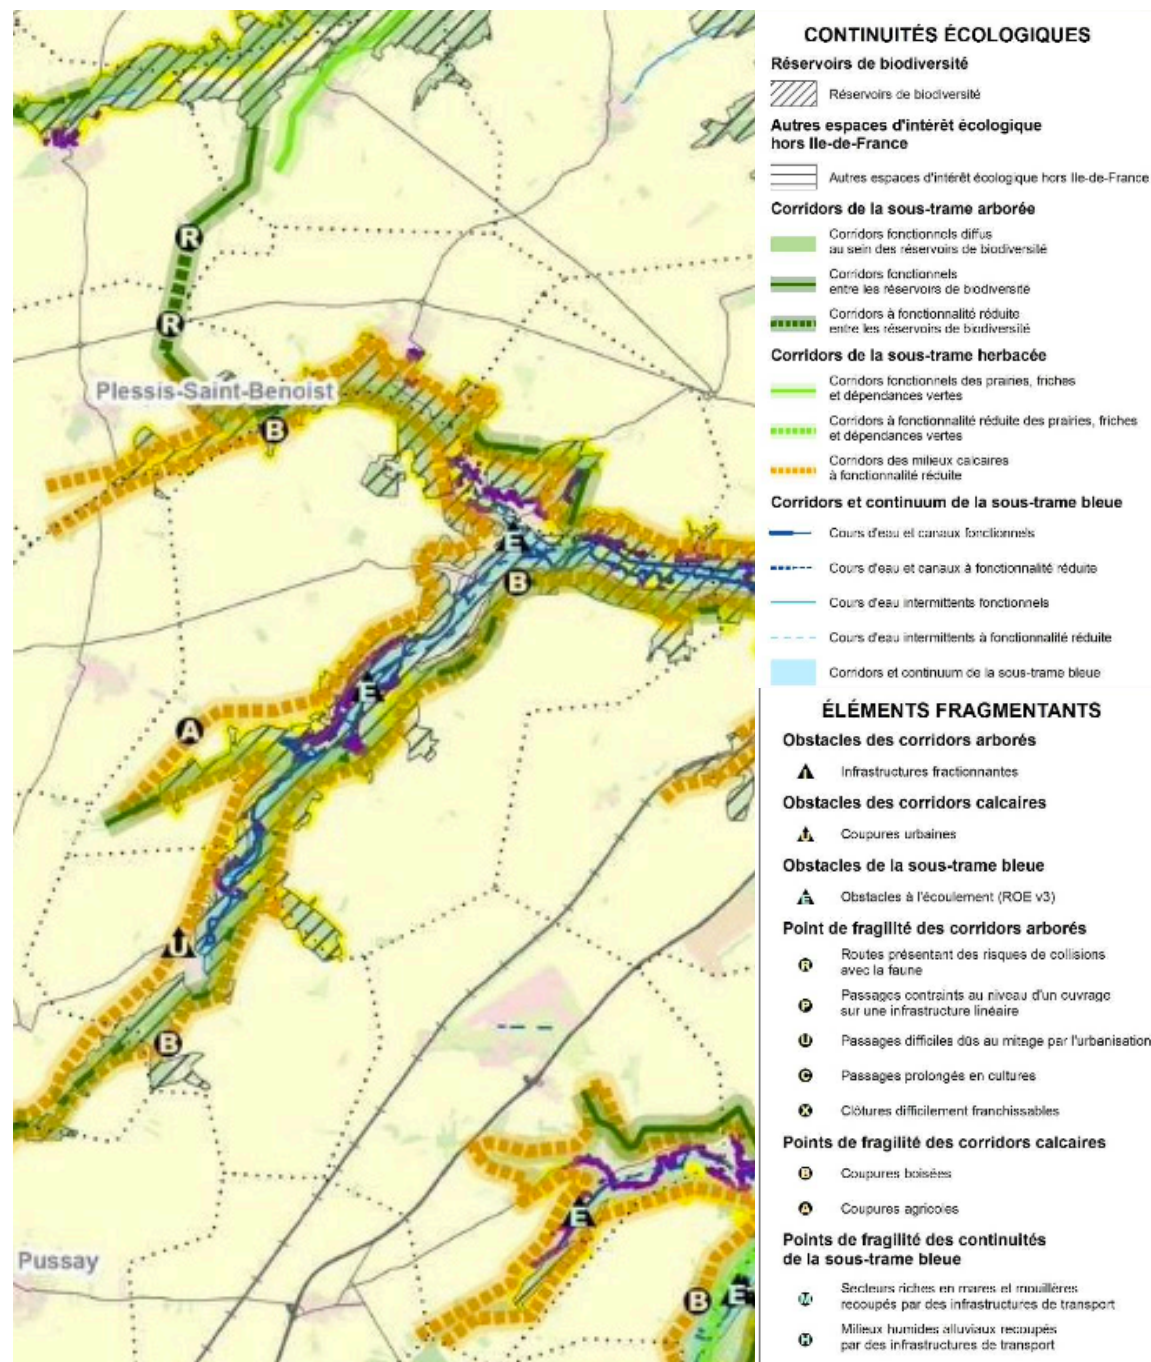 R
R
Plessis-Saint-Benoist
B
E
B
E
A
U
B
E
Pussay
B
E
CONTINUITÉS ÉCOLOGIQUES
Réservoirs de biodiversité
Réservoirs de biodiversité
Autres espaces d'intérêt écologique
hors Ile-de-France
Autres espaces d'intérêt écologique hors Ile-de-France
Corridors de la sous-trame arborée
Corridors fonctionnels diffus
au sein des réservoirs de biodiversité
Corridors fonctionnels
entre les réservoirs de biodiversité
Corridors à fonctionnalité réduite
entre les réservoirs de biodiversité
Corridors de la sous-trame herbacée
Corridors fonctionnels des prairies, friches
et dépendances vertes
Corridors à fonctionnalité réduite des prairies, friches
et dépendances vertes
Corridors des milieux calcaires
à fonctionnalité réduite
Corridors et continuum de la sous-trame bleue
Cours d'eau et canaux fonctionnels
Cours d'eau et canaux à fonctionnalité réduite
Cours d'eau intermittents fonctionnels
Cours d'eau intermittents à fonctionnalité réduite
Corridors et continuum de la sous-trame bleue
ÉLÉMENTS FRAGMENTANTS
Obstacles des corridors arborés
Infrastructures fractionnantes
Obstacles des corridors calcaires
U Coupures urbaines
Obstacles de la sous-trame bleue
E Obstacles à l'écoulement (ROE v3)
Point de fragilité des corridors arborés
R Routes présentant des risques de collisions
avec la faune
P Passages contraints au niveau d'un ouvrage
sur une infrastructure linéaire
U Passages difficiles dûs au mitage par l'urbanisation
C Passages prolongés en cultures
X Clôtures difficilement franchissables
Points de fragilité des corridors calcaires
B Coupures boisées
A Coupures agricoles
Points de fragilité des continuités
de la sous-trame bleue
M Secteurs riches en mares et mouillères
recoupés par des infrastructures de transport
H Milieux humides alluviaux recoupés
par des infrastructures de transport